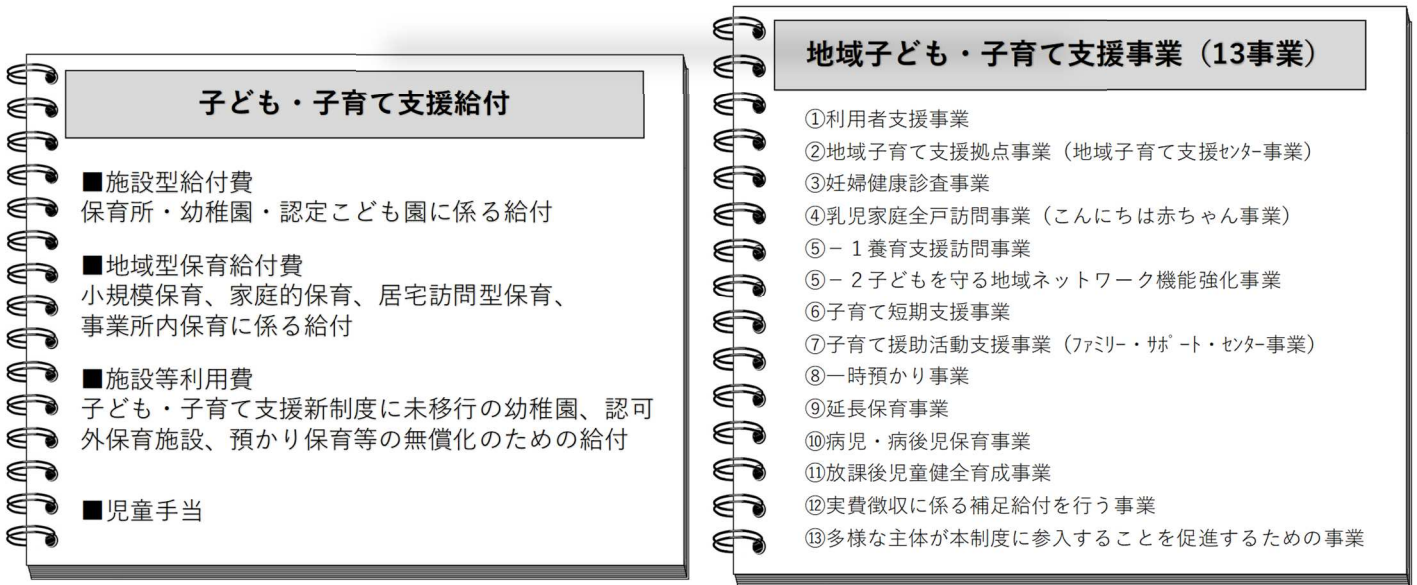 子ども・子育て支援給付
■施設型給付費
保育所・幼稚園・認定こども園に係る給付
■地域型保育給付費
小規模保育、家庭的保育、居宅訪問型保育、
事業所内保育に係る給付
■施設等利用費
子ども・子育て支援新制度に未移行の幼稚園、認可
外保育施設、預かり保育等の無償化のための給付
■児童手当
地域子ども・子育て支援事業（13事業）
①利用者支援事業
②地域子育て支援拠点事業（地域子育て支援ｾﾝﾀｰ事業）
③妊婦健康診査事業
④乳児家庭全戸訪問事業（こんにちは赤ちゃん事業）
⑤－１養育支援訪問事業
⑤－２子どもを守る地域ネットワーク機能強化事業
⑥子育て短期支援事業
⑦子育て援助活動支援事業（ﾌｧﾐﾘｰ・ｻﾎﾟｰﾄ・ｾﾝﾀｰ事業）
⑧一時預かり事業
⑨延長保育事業
⑩病児・病後児保育事業
⑪放課後児童健全育成事業
⑫実費徴収に係る補足給付を行う事業
⑬多様な主体が本制度に参入することを促進するための事業